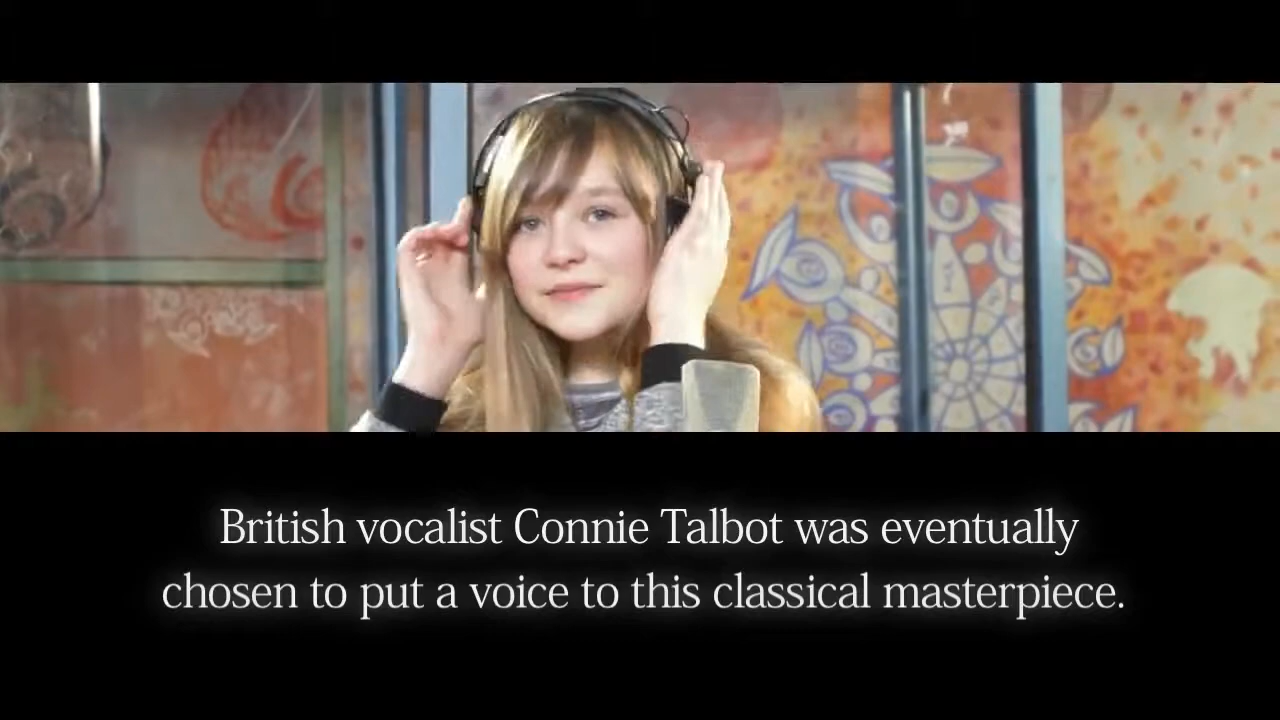 British vocalist Connie Talbot was eventually
chosen to put a voice to this classical masterpiece.